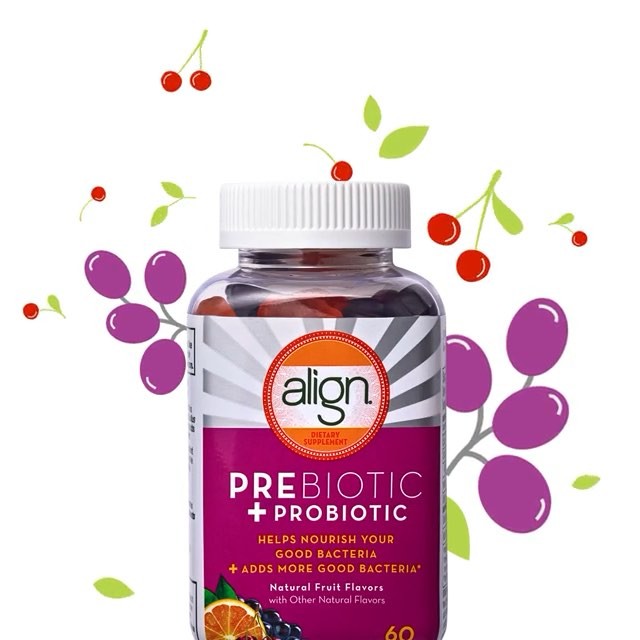 align.
DIETARY
SUPPLEMENT
PREBIOTIC
+ PROBIOTIC
HELPS NOURISH YOUR
GOOD BACTERIA
+ ADDS MORE GOOD BACTERIA*
Natural Fruit Flavors
with Other Natural Flavors
60